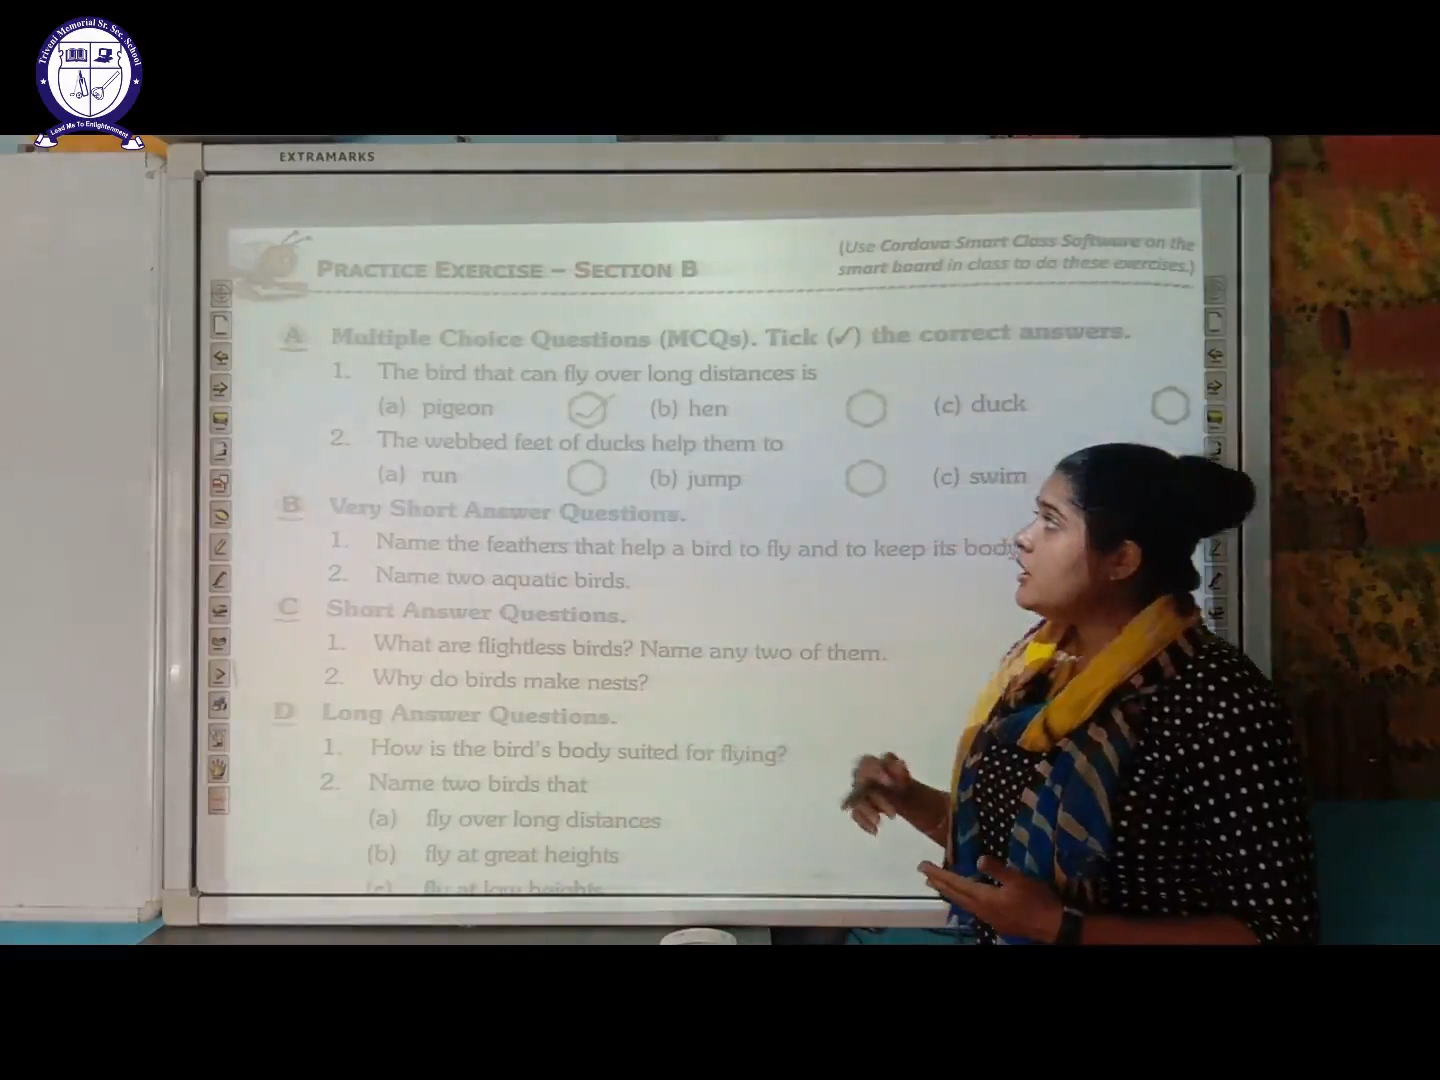 Triveni Memorial Sr. Sec. School
Lead Me To Enlightenment
EXTRAMARKS
PRACTICE EXERCISE – SECTION B
(Use Cordova Smart Class Software on the
smart board in class to do these exercises.)
A Multiple Choice Questions (MCQs). Tick (✓) the correct answers.
1. The bird that can fly over long distances is
(a) pigeon ✓ (b) hen (c) duck
2. The webbed feet of ducks help them to
(a) run (b) jump (c) swim
B Very Short Answer Questions.
1. Name the feathers that help a bird to fly and to keep its body
2. Name two aquatic birds.
C Short Answer Questions.
1. What are flightless birds? Name any two of them.
2. Why do birds make nests?
D Long Answer Questions.
1. How is the bird's body suited for flying?
2. Name two birds that
(a) fly over long distances
(b) fly at great heights
(c) fly at low heights